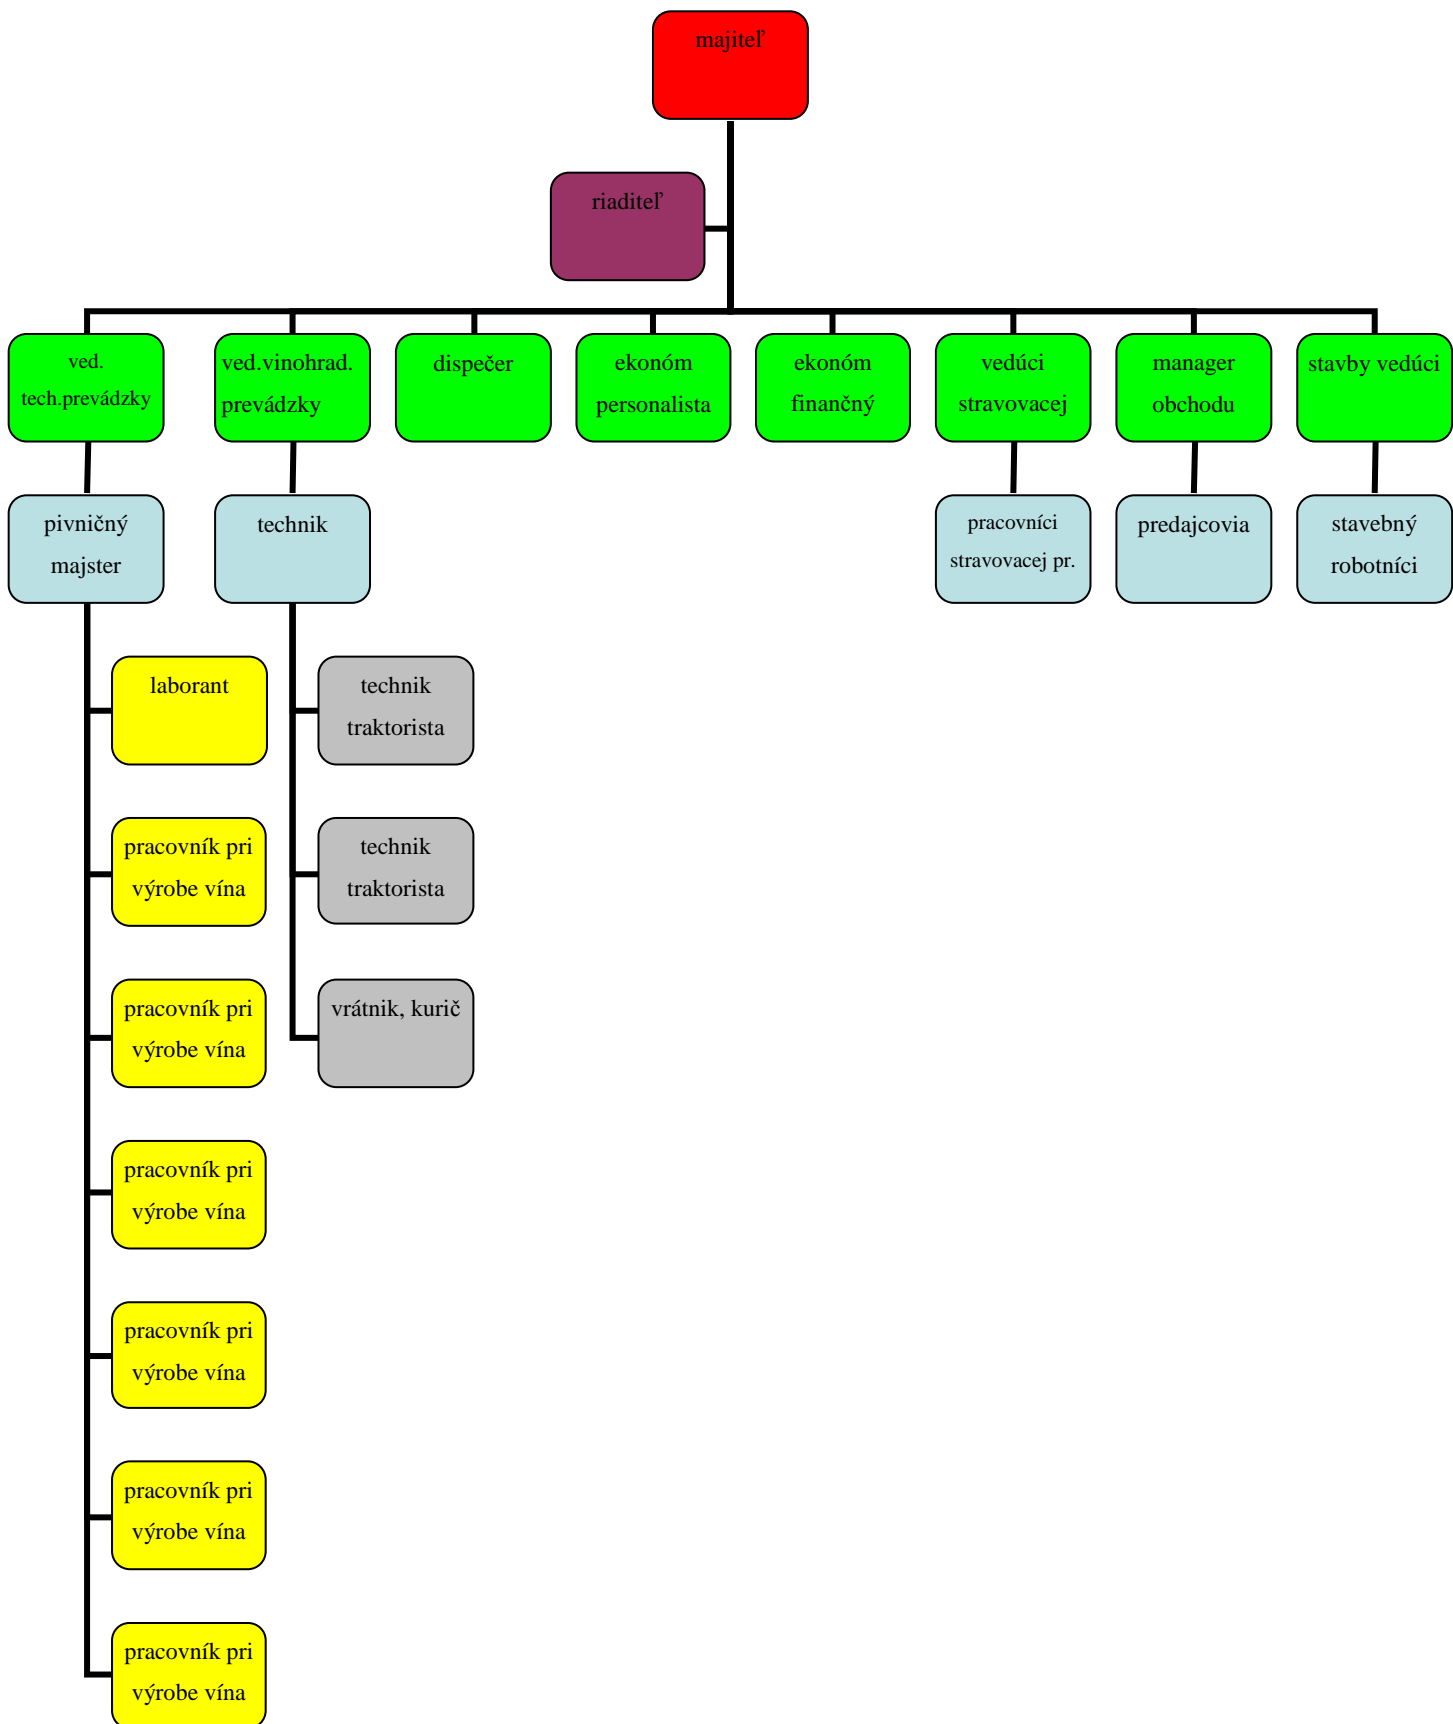 majiteľ
riaditeľ
ved.
tech.prevádzky
ved.vinohrad.
prevádzky
dispečer
ekonóm
personalista
ekonóm
finančný
vedúci
stravovacej
manager
obchodu
stavby vedúci
pivničný
majster
technik
pracovníci
stravovacej pr.
predajcovia
stavebný
robotníci
laborant
technik
traktorista
pracovník pri
výrobe vína
technik
traktorista
pracovník pri
výrobe vína
vrátnik, kurič
pracovník pri
výrobe vína
pracovník pri
výrobe vína
pracovník pri
výrobe vína
pracovník pri
výrobe vína